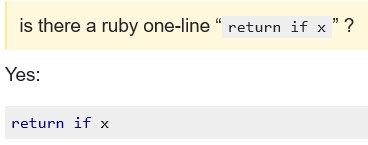 is there a ruby one-line “return if x” ?
Yes:
return if x